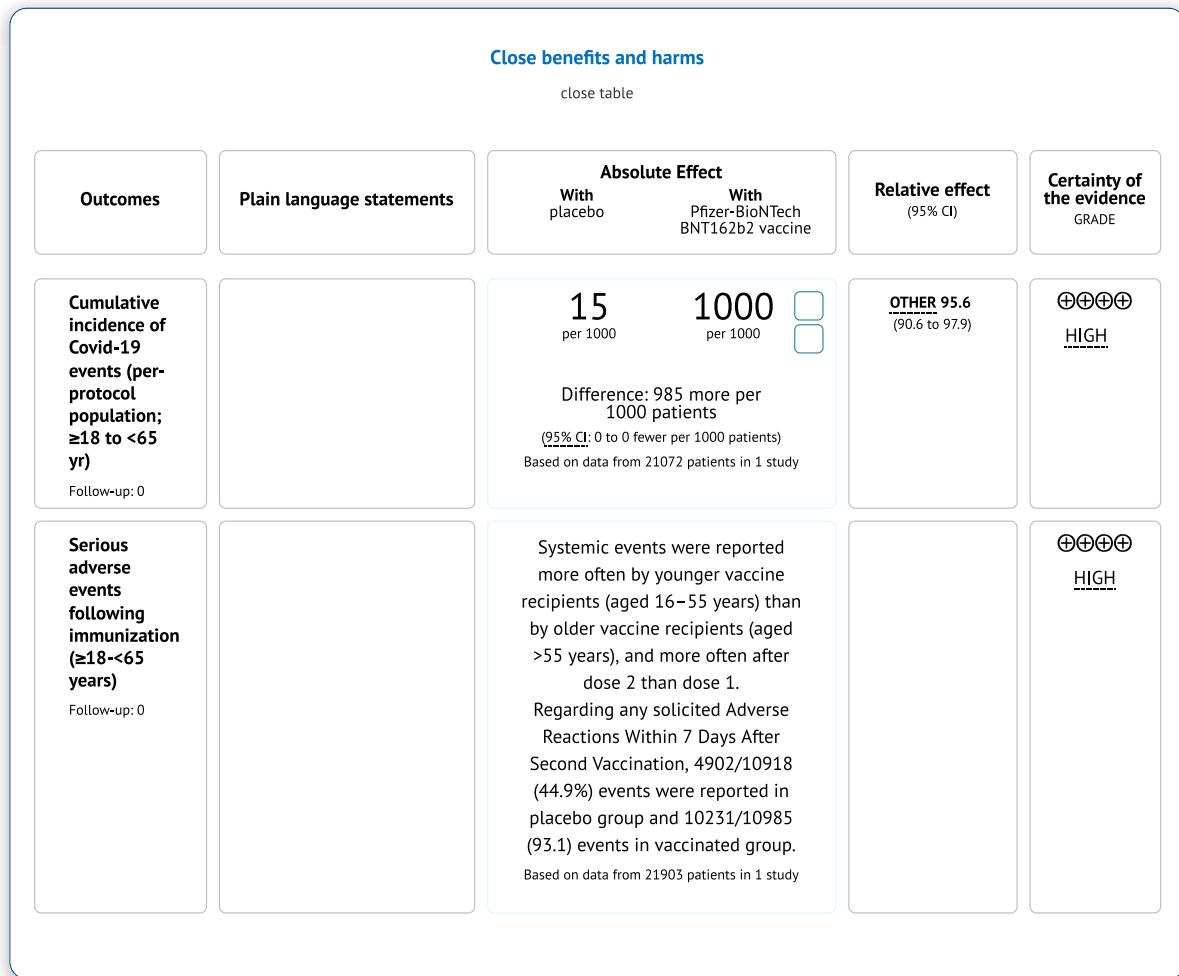 Close benefits and harms
close table
Outcomes
Plain language statements
Absolute Effect
With
placebo
With
Pfizer-BioNTech
BNT162b2 vaccine
Relative effect
(95% CI)
Certainty of
the evidence
GRADE
Cumulative
incidence of
Covid-19
events (per-
protocol
population;
≥18 to <65
yr)
Follow-up: 0
15
per 1000
1000
per 1000
Difference: 985 more per
1000 patients
(95% CI: 0 to 0 fewer per 1000 patients)
Based on data from 21072 patients in 1 study
OTHER 95.6
(90.6 to 97.9)
⨁⨁⨁⨁
HIGH
Serious
adverse
events
following
immunization
(≥18-<65
years)
Follow-up: 0
Systemic events were reported
more often by younger vaccine
recipients (aged 16–55 years) than
by older vaccine recipients (aged
>55 years), and more often after
dose 2 than dose 1.
Regarding any solicited Adverse
Reactions Within 7 Days After
Second Vaccination, 4902/10918
(44.9%) events were reported in
placebo group and 10231/10985
(93.1) events in vaccinated group.
Based on data from 21903 patients in 1 study
⨁⨁⨁⨁
HIGH